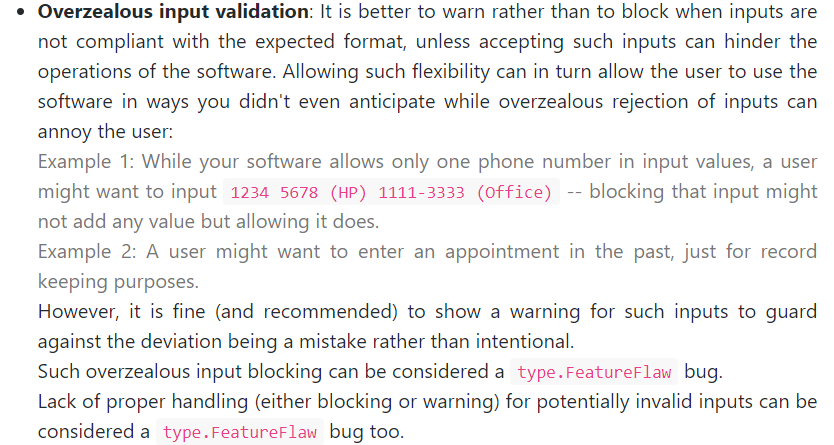 • Overzealous input validation: It is better to warn rather than to block when inputs are
not compliant with the expected format, unless accepting such inputs can hinder the
operations of the software. Allowing such flexibility can in turn allow the user to use the
software in ways you didn't even anticipate while overzealous rejection of inputs can
annoy the user:
Example 1: While your software allows only one phone number in input values, a user
might want to input 1234 5678 (HP) 1111-3333 (Office) -- blocking that input might
not add any value but allowing it does.
Example 2: A user might want to enter an appointment in the past, just for record
keeping purposes.
However, it is fine (and recommended) to show a warning for such inputs to guard
against the deviation being a mistake rather than intentional.
Such overzealous input blocking can be considered a type.FeatureFlaw bug.
Lack of proper handling (either blocking or warning) for potentially invalid inputs can be
considered a type.FeatureFlaw bug too.